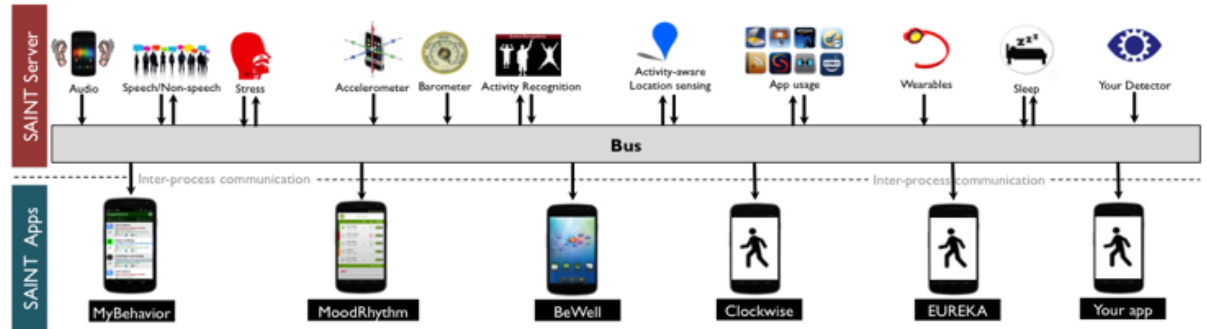 SAINT Server
Audio
Speech/Non-speech
Stress
Accelerometer
Barometer
Activity Recognition
Activity-aware
Location sensing
App usage
Wearables
Sleep
Your Detector
Bus
Inter-process communication
Inter-process communication
SAINT Apps
MyBehavior
MoodRhythm
BeWell
Clockwise
EUREKA
Your app